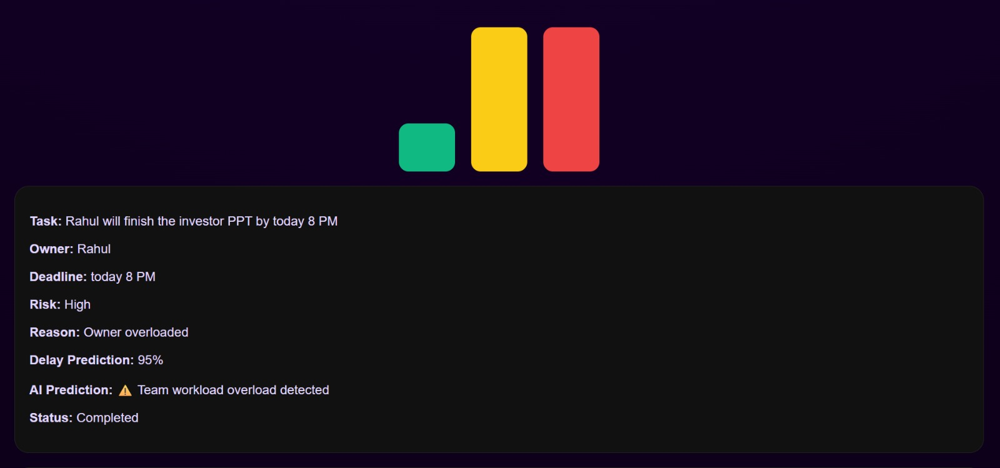 Task: Rahul will finish the investor PPT by today 8 PM
Owner: Rahul
Deadline: today 8 PM
Risk: High
Reason: Owner overloaded
Delay Prediction: 95%
AI Prediction: ⚠️ Team workload overload detected
Status: Completed